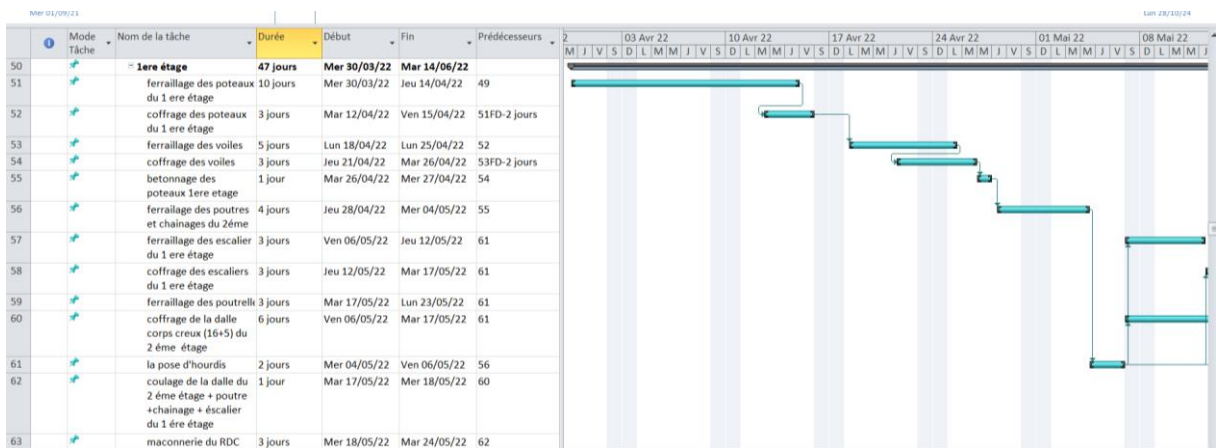 Mer 01/09/21 Lun 28/10/24
Mode Tâche Nom de la tâche Durée Début Fin Prédécesseurs 03 Avr 22 10 Avr 22 17 Avr 22 24 Avr 22 01 Mai 22 08 Mai 22
M J V S D L M M J V S D L M M J V S D L M M J V S D L M M J V S D L M M J V S D L M M J
50 1ere étage 47 jours Mer 30/03/22 Mar 14/06/22
51 ferraillage des poteaux 10 jours Mer 30/03/22 Jeu 14/04/22 49
du 1 ere étage
52 coffrage des poteaux 3 jours Mar 12/04/22 Ven 15/04/22 51FD-2 jours
du 1 ere étage
53 ferraillage des voiles 5 jours Lun 18/04/22 Lun 25/04/22 52
54 coffrage des voiles 3 jours Jeu 21/04/22 Mar 26/04/22 53FD-2 jours
55 betonnage des 1 jour Mar 26/04/22 Mer 27/04/22 54
poteaux 1ere etage
56 ferrailage des poutres 4 jours Jeu 28/04/22 Mer 04/05/22 55
et chainages du 2éme
57 ferraillage des escalier 3 jours Ven 06/05/22 Jeu 12/05/22 61
du 1 ere étage
58 coffrage des escaliers 3 jours Jeu 12/05/22 Mar 17/05/22 61
du 1 ere étage
59 ferraillage des poutrelle 3 jours Mar 17/05/22 Lun 23/05/22 61
60 coffrage de la dalle 6 jours Ven 06/05/22 Mar 17/05/22 61
corps creux (16+5) du
2 éme étage
61 la pose d'hourdis 2 jours Mer 04/05/22 Ven 06/05/22 56
62 coulage de la dalle du 1 jour Mar 17/05/22 Mer 18/05/22 60
2 éme étage + poutre
+chainage + éscalier
du 1 ére étage
63 maconnerie du RDC 3 jours Mer 18/05/22 Mar 24/05/22 62